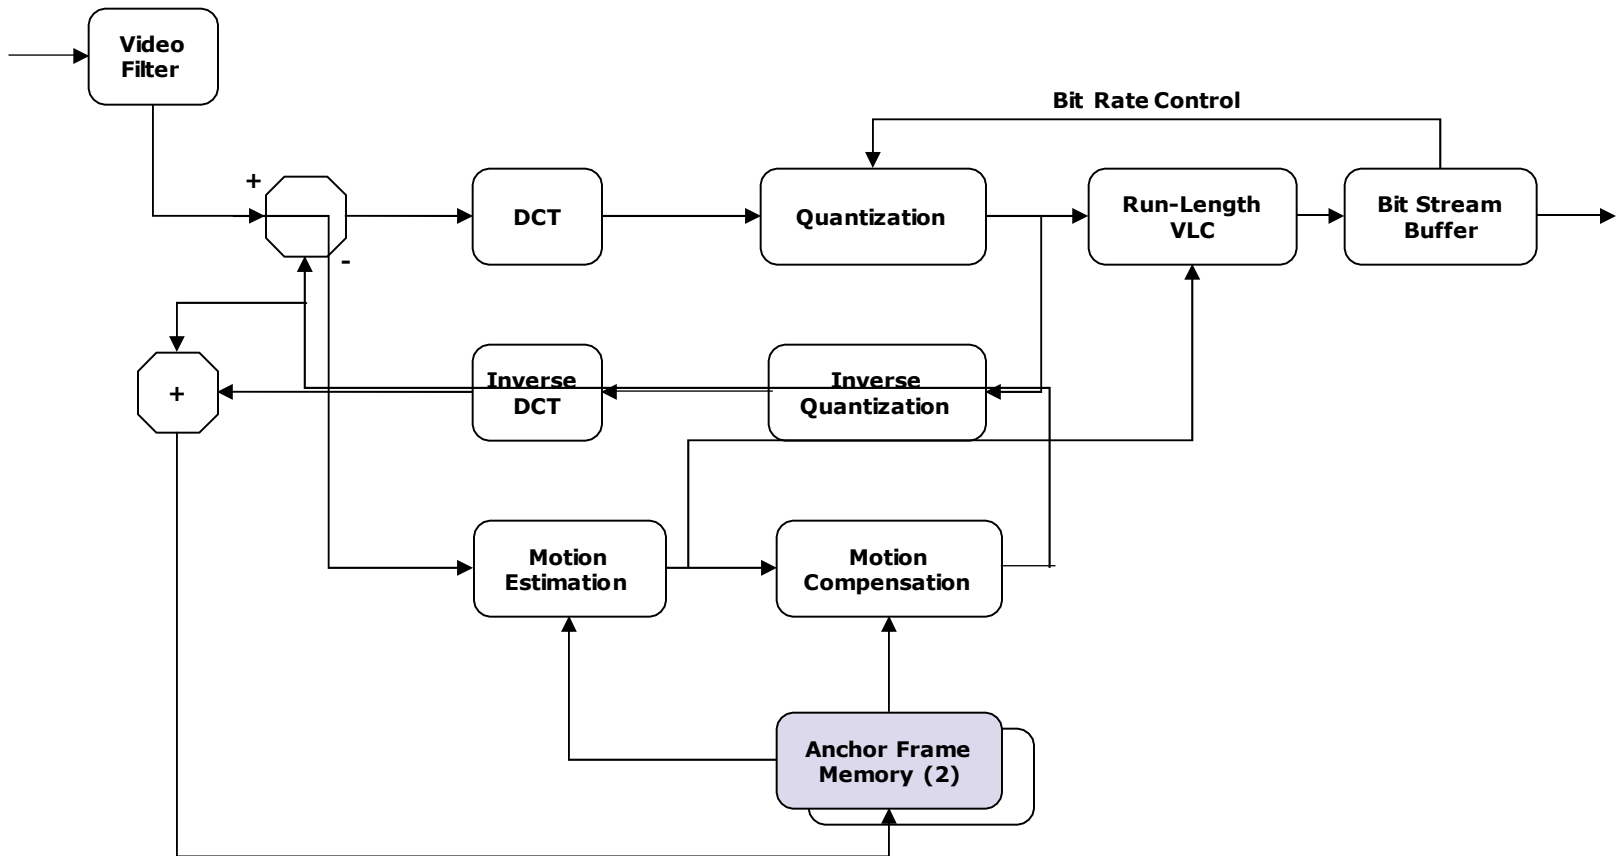 Video
Filter
Bit Rate Control
+
DCT
Quantization
Run-Length
VLC
Bit Stream
Buffer
-
+
Inverse
DCT
Inverse
Quantization
Motion
Estimation
Motion
Compensation
Anchor Frame
Memory (2)